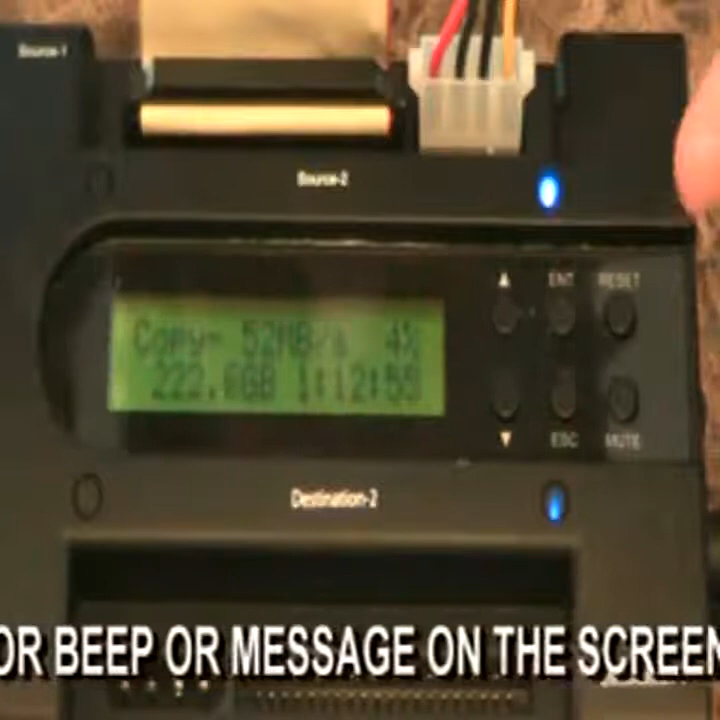 Source-1
Source-2
▲ ENT RESET
Copy- 52MB/s 4%
222.6GB 1:12:55
▼ ESC MUTE
Destination-2
OR BEEP OR MESSAGE ON THE SCREEN